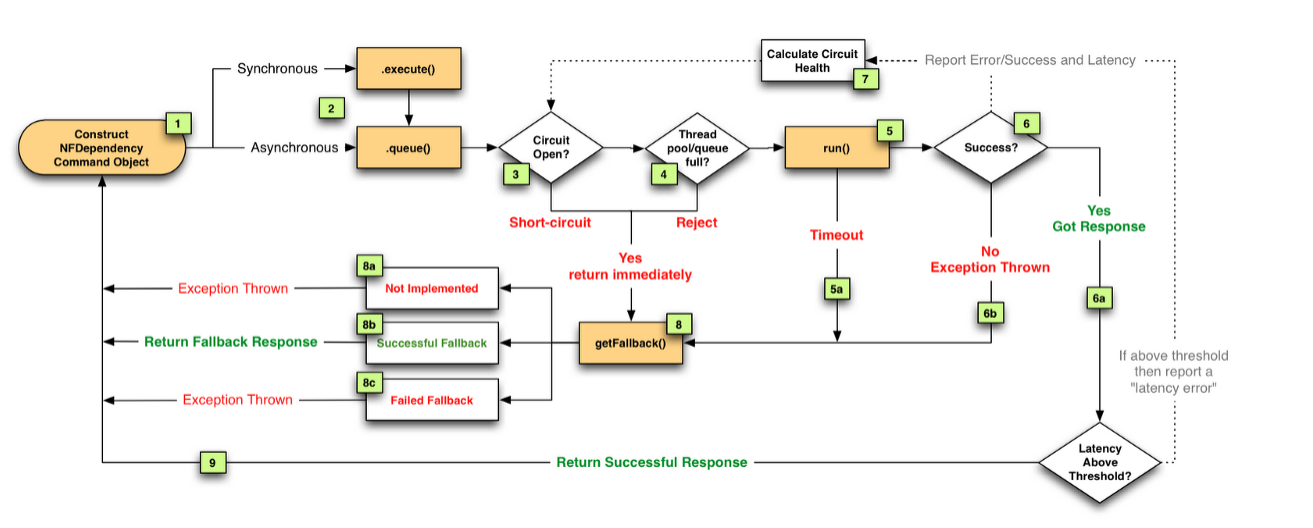 Calculate Circuit
Health
7
Report Error/Success and Latency
Synchronous
.execute()
2
1
Construct
NFDependency
Command Object
Asynchronous
.queue()
Circuit
Open?
3
Thread
pool/queue
full?
4
run()
5
Success?
6
Short-circuit
Reject
Yes
return immediately
Timeout
5a
No
Exception Thrown
6b
Yes
Got Response
6a
8a
Exception Thrown
Not Implemented
8b
Return Fallback Response
Successful Fallback
8
getFallback()
8c
Exception Thrown
Failed Fallback
If above threshold
then report a
"latency error"
9
Return Successful Response
Latency
Above
Threshold?